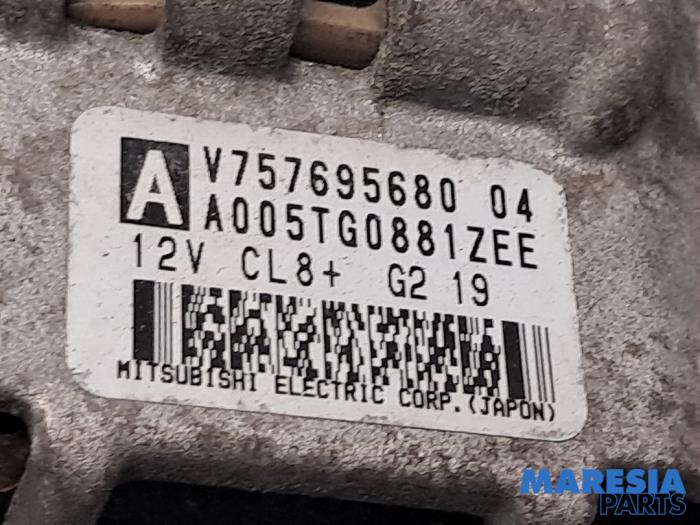 A
V757695680 04
A005TG0881ZEE
12V CL8+ G2 19
MITSUBISHI ELECTRIC CORP.(JAPON)
MARESIA
PARTS